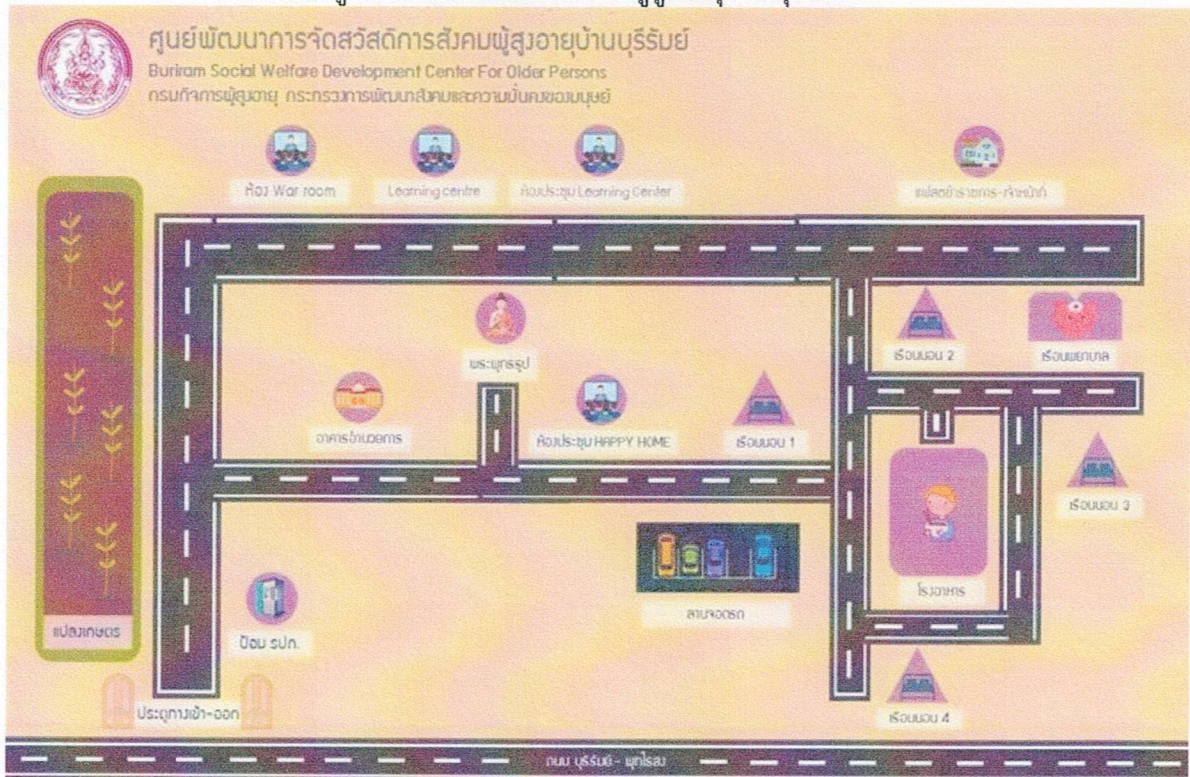 ศูนย์พัฒนาการจัดสวัสดิการสังคมผู้สูงอายุบ้านบุรีรัมย์
Buriram Social Welfare Development Center For Older Persons
กรมกิจการผู้สูงอายุ กระทรวงการพัฒนาสังคมและความมั่นคงของมนุษย์
ห้อง War room
Learning centre
ห้องประชุม Learning Center
แฟลตข้าราชการ-เจ้าหน้าที่
พระพุทธรูป
เรือนนอน 2
เรือนพยาบาล
อาคารอำนวยการ
ห้องประชุม HAPPY HOME
เรือนนอน 1
เรือนนอน 3
โรงอาหาร
ลานจอดรถ
แปลงเกษตร
ป้อม รปภ.
ประตูทางเข้า-ออก
เรือนนอน 4
ถนน บุรีรัมย์ - พุทไธสง